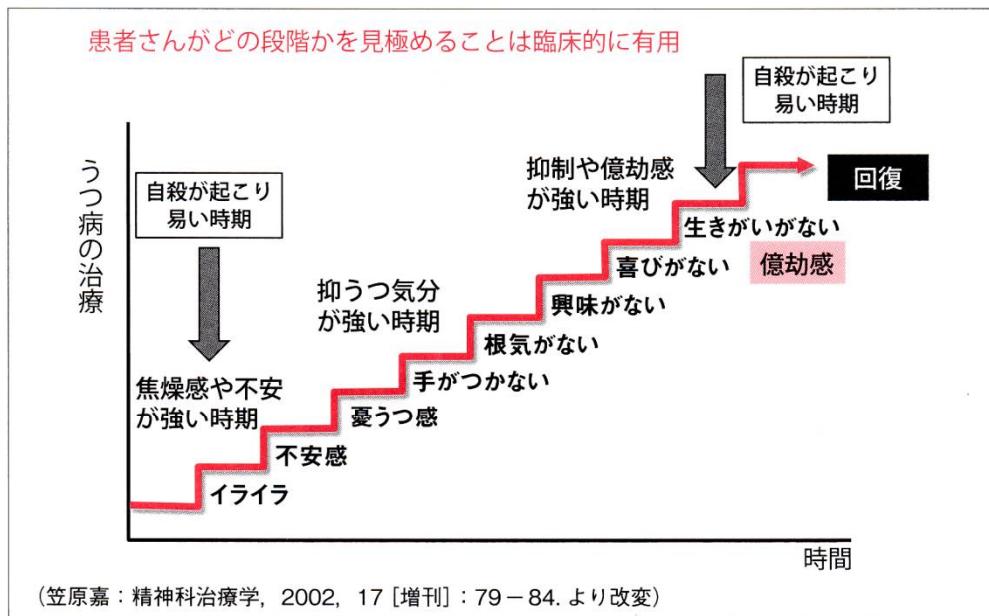 患者さんがどの段階かを見極めることは臨床的に有用
自殺が起こり
易い時期
抑制や億劫感
が強い時期
回復
うつ病の治療
自殺が起こり
易い時期
生きがいがない
喜びがない
億劫感
抑うつ気分
が強い時期
興味がない
根気がない
焦燥感や不安
が強い時期
手がつかない
憂うつ感
不安感
イライラ
時間
(笠原嘉:精神科治療学, 2002, 17 [増刊]:79-84. より改変)